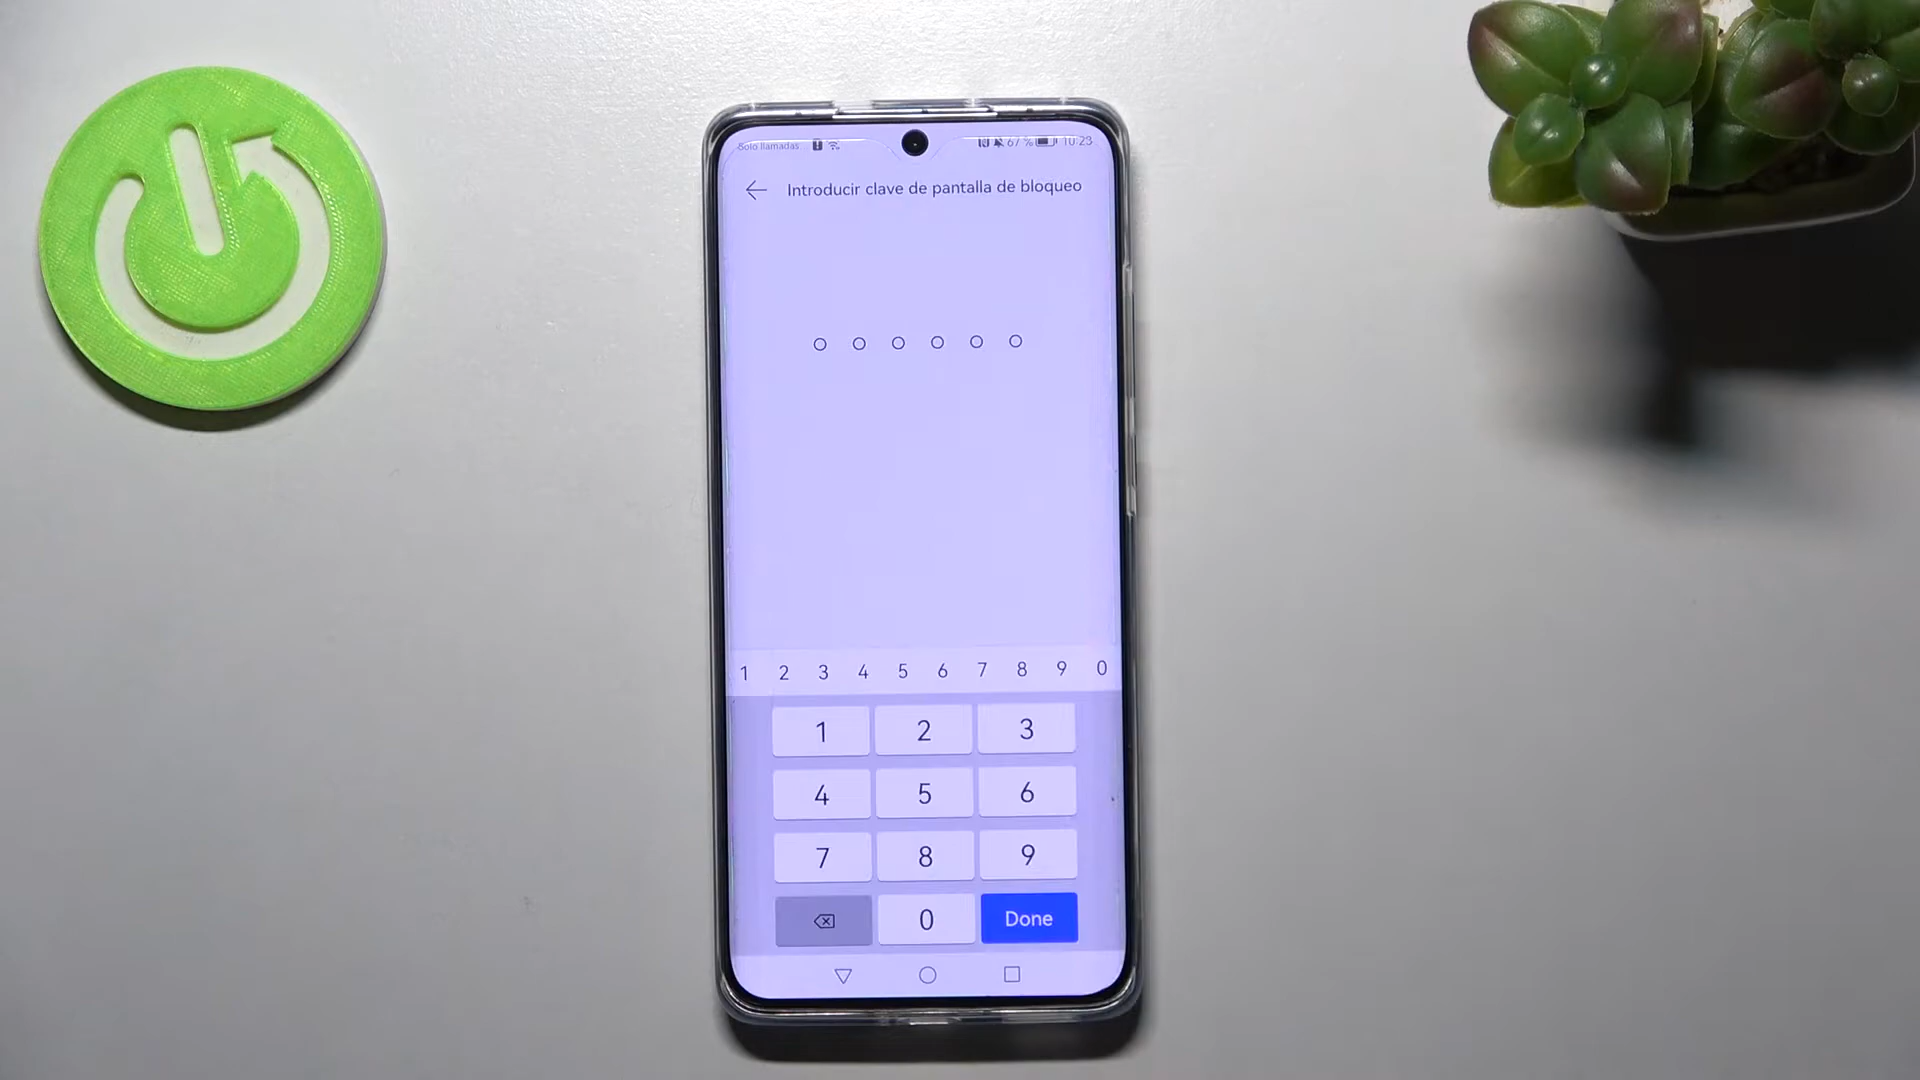 Solo llamadas 67 % 10:23
Introducir clave de pantalla de bloqueo
1 2 3 4 5 6 7 8 9 0
1 2 3
4 5 6
7 8 9
0 Done